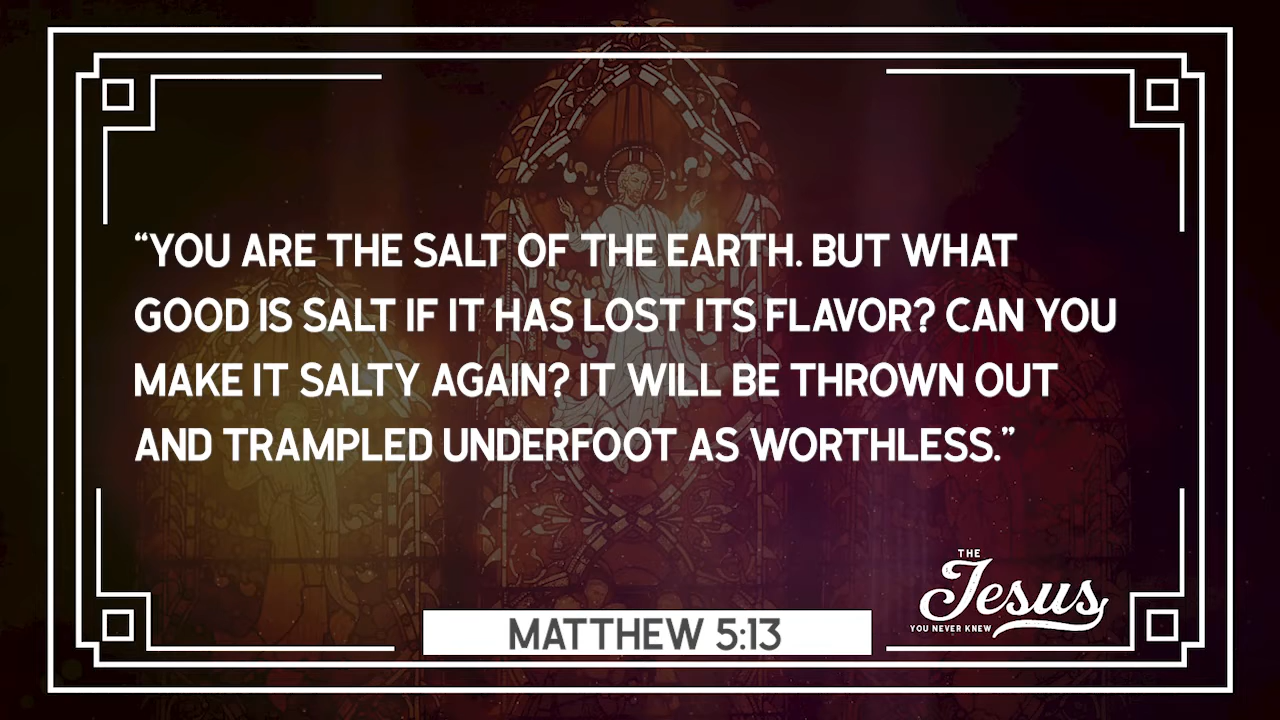 “YOU ARE THE SALT OF THE EARTH. BUT WHAT
GOOD IS SALT IF IT HAS LOST ITS FLAVOR? CAN YOU
MAKE IT SALTY AGAIN? IT WILL BE THROWN OUT
AND TRAMPLED UNDERFOOT AS WORTHLESS.”
THE
Jesus
YOU NEVER KNEW
MATTHEW 5:13